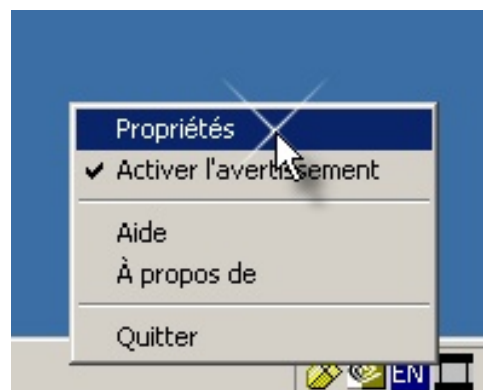 Propriétés
Activer l'avertissement
Aide
À propos de
Quitter
EN